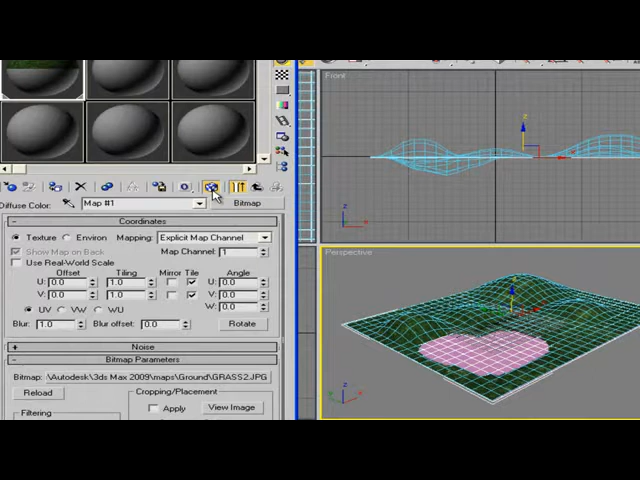 Front
z
x
z
x
Diffuse Color:
Map #1
Bitmap
- Coordinates
Texture
Environ
Mapping:
Explicit Map Channel
Show Map on Back
Map Channel:
1
Use Real-World Scale
Offset
Tiling
Mirror Tile
Angle
U: 0.0
1.0
U: 0.0
V: 0.0
1.0
V: 0.0
W: 0.0
UV
VW
WU
Blur: 1.0
Blur offset: 0.0
Rotate
+ Noise
- Bitmap Parameters
Bitmap:
\Autodesk\3ds Max 2009\maps\Ground\GRASS2.JPG
Reload
Cropping/Placement
Apply
View Image
Filtering
Perspective
z
z
x